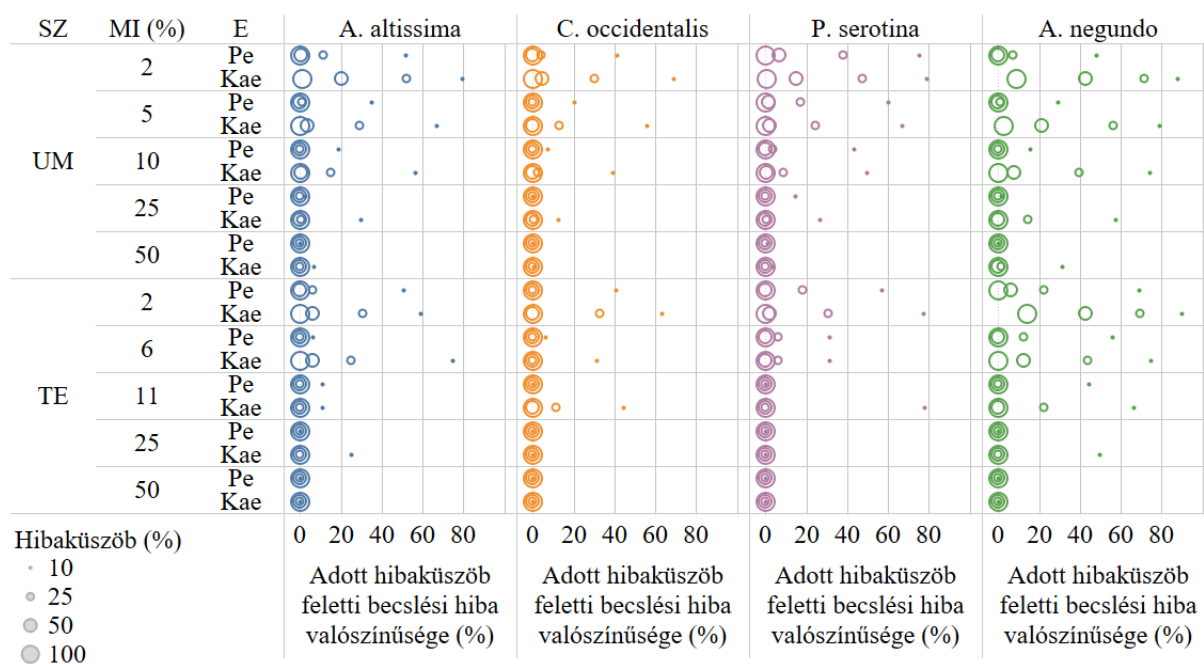 SZ MI (%) E A. altissima C. occidentalis P. serotina A. negundo
Pe
2
Kae
Pe
5
Kae
Pe
UM 10
Kae
Pe
25
Kae
Pe
50
Kae
Pe
2
Kae
Pe
6
Kae
Pe
TE 11
Kae
Pe
25
Kae
Pe
50
Kae
0 20 40 60 80 0 20 40 60 80 0 20 40 60 80 0 20 40 60 80
Adott hibaküszöb Adott hibaküszöb Adott hibaküszöb Adott hibaküszöb
feletti becslési hiba feletti becslési hiba feletti becslési hiba feletti becslési hiba
valószínűsége (%) valószínűsége (%) valószínűsége (%) valószínűsége (%)
Hibaküszöb (%)
10
25
50
100